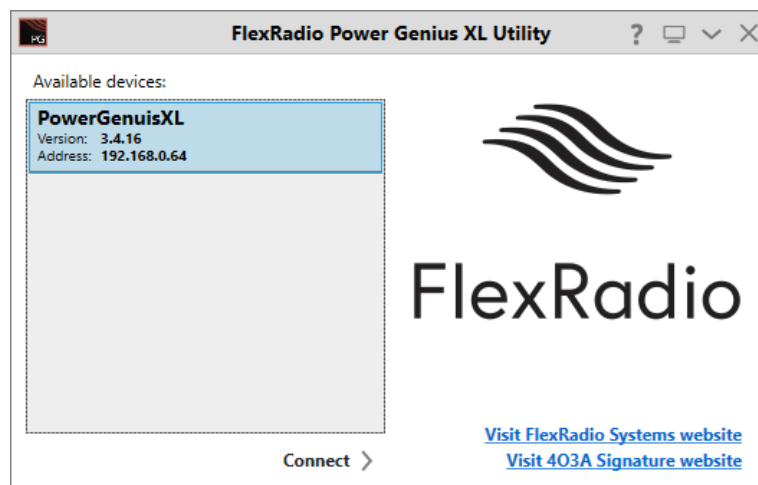 PG
FlexRadio Power Genius XL Utility
?
Available devices:
PowerGenuisXL
Version: 3.4.16
Address: 192.168.0.64
FlexRadio
Visit FlexRadio Systems website
Connect
Visit 4O3A Signature website